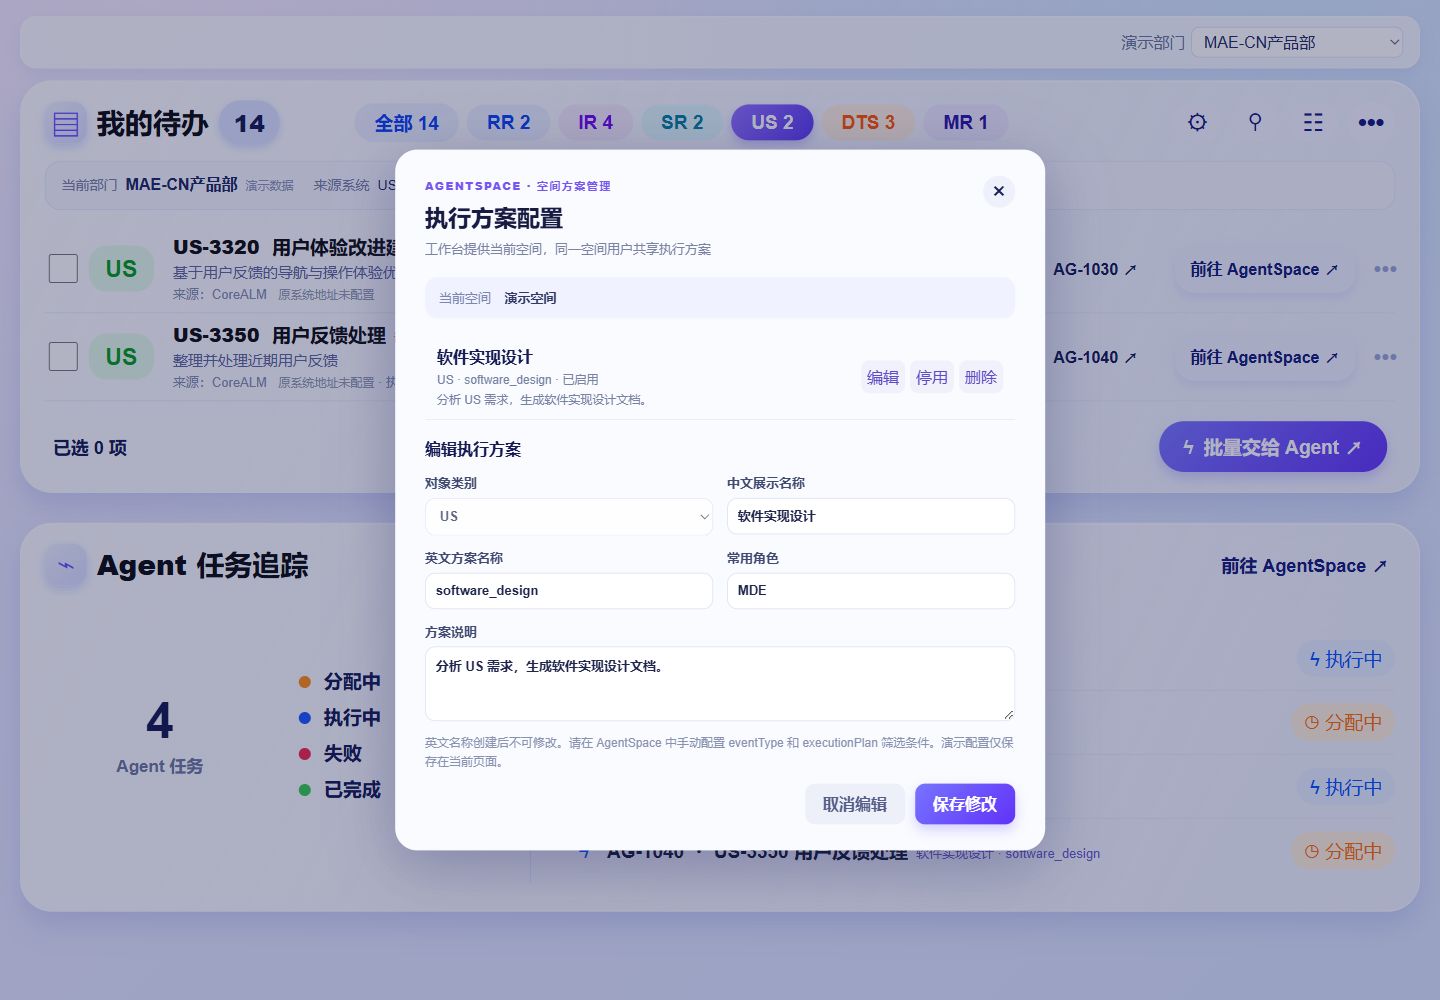 演示部门 MAE-CN产品部
我的待办 14 全部 14 RR 2 IR 4 SR 2 US 2 DTS 3 MR 1 •••
当前部门 MAE-CN产品部 演示数据 来源系统 US
US-3320 用户体验改进建
基于用户反馈的导航与操作体验优
来源：CoreALM 原系统地址未配置
AG-1030 ↗ 前往 AgentSpace ↗ •••
US-3350 用户反馈处理
整理并处理近期用户反馈
来源：CoreALM 原系统地址未配置 · 执
AG-1040 ↗ 前往 AgentSpace ↗ •••
已选 0 项 批量交给 Agent ↗
AGENTSPACE · 空间方案管理
执行方案配置
工作台提供当前空间，同一空间用户共享执行方案
当前空间 演示空间
软件实现设计
US · software_design · 已启用
分析 US 需求，生成软件实现设计文档。
编辑 停用 删除
编辑执行方案
对象类别 中文展示名称
US 软件实现设计
英文方案名称 常用角色
software_design MDE
方案说明
分析 US 需求，生成软件实现设计文档。
英文名称创建后不可修改。请在 AgentSpace 中手动配置 eventType 和 executionPlan 筛选条件。演示配置仅保
存在当前页面。
取消编辑 保存修改
Agent 任务追踪 前往 AgentSpace ↗
4
Agent 任务
分配中
执行中
失败
已完成
执行中
分配中
执行中
AG-1040 · US-3350 用户反馈处理 软件实现设计 · software_design 分配中